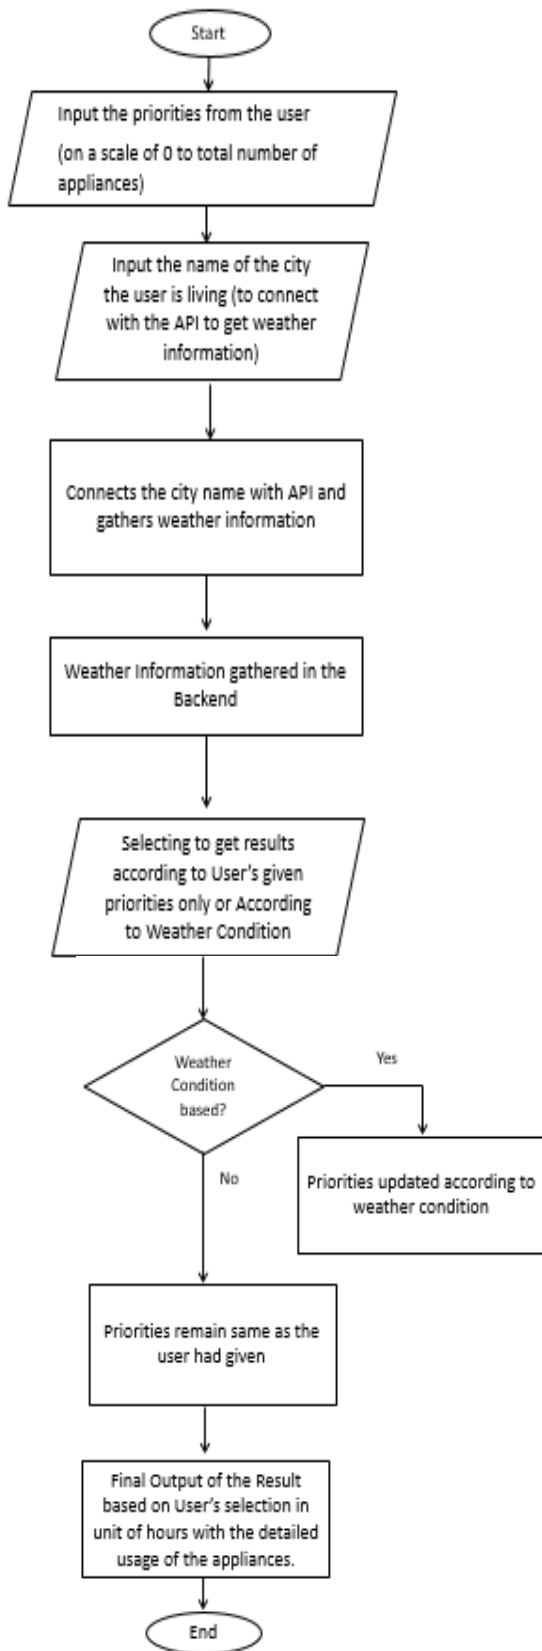 Start
Input the priorities from the user
(on a scale of 0 to total number of
appliances)
Input the name of the city
the user is living (to connect
with the API to get weather
information)
Connects the city name with API and
gathers weather information
Weather Information gathered in the
Backend
Selecting to get results
according to User's given
priorities only or According
to Weather Condition
Weather
Condition
based?
Yes
Priorities updated according to
weather condition
No
Priorities remain same as the
user had given
Final Output of the Result
based on User's selection in
unit of hours with the detailed
usage of the appliances.
End